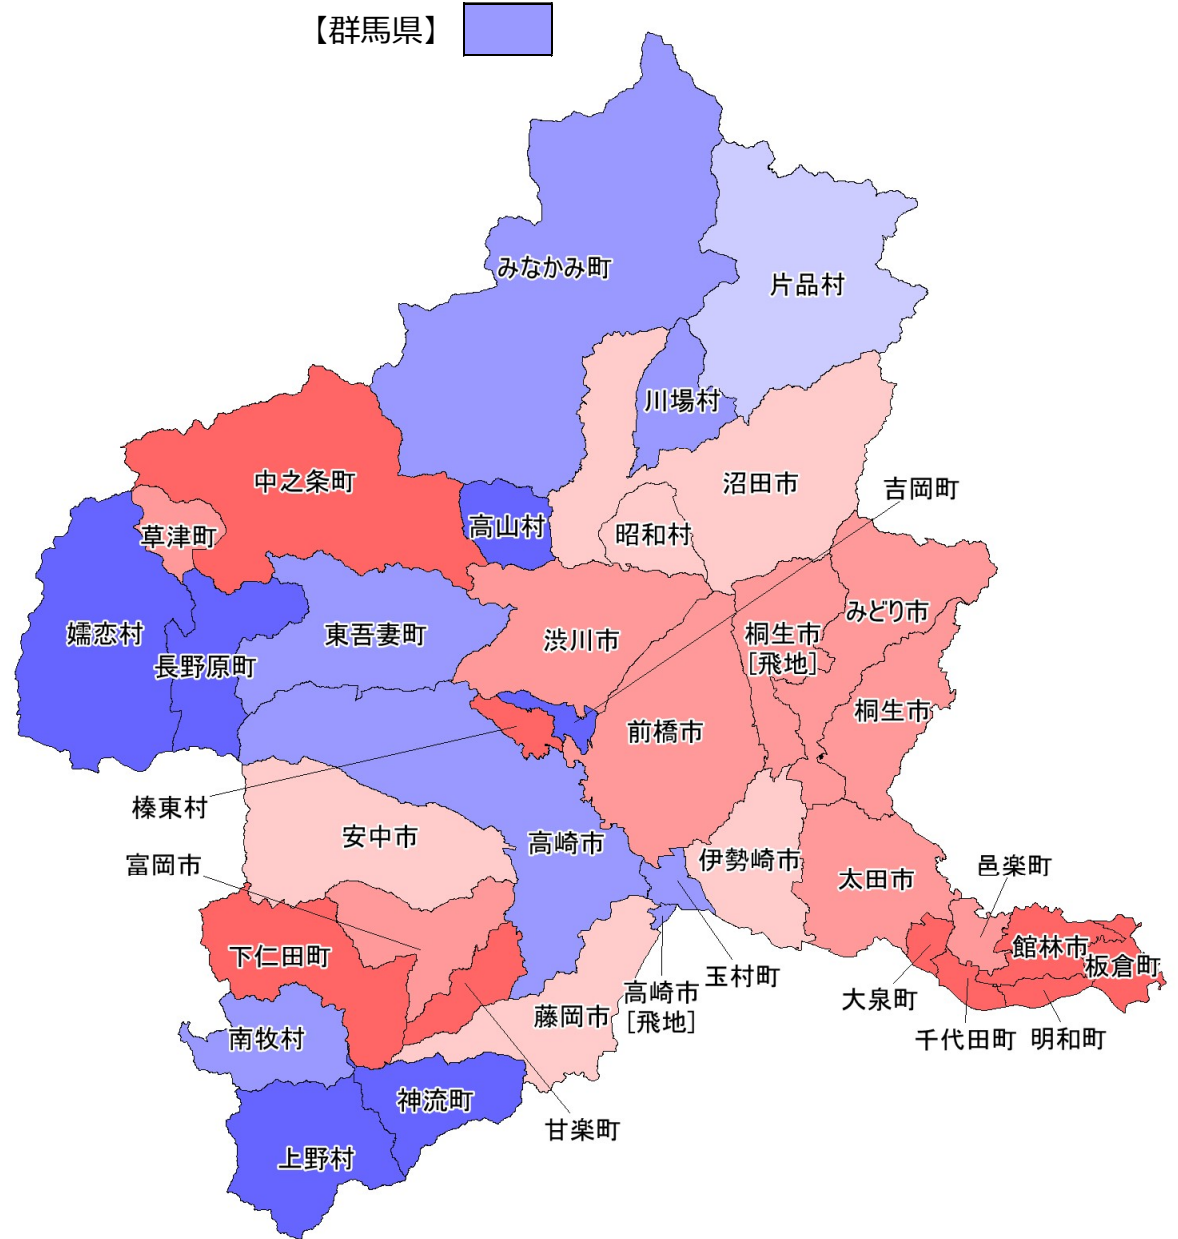 【群馬県】
みなかみ町
片品村
川場村
中之条町
沼田市
吉岡町
高山村
昭和村
草津町
みどり市
嬬恋村
東吾妻町
渋川市
桐生市
[飛地]
長野原町
桐生市
前橋市
榛東村
安中市
高崎市
伊勢崎市
富岡市
太田市
邑楽町
下仁田町
館林市
板倉町
玉村町
高崎市
[飛地]
大泉町
藤岡市
南牧村
千代田町
明和町
神流町
甘楽町
上野村